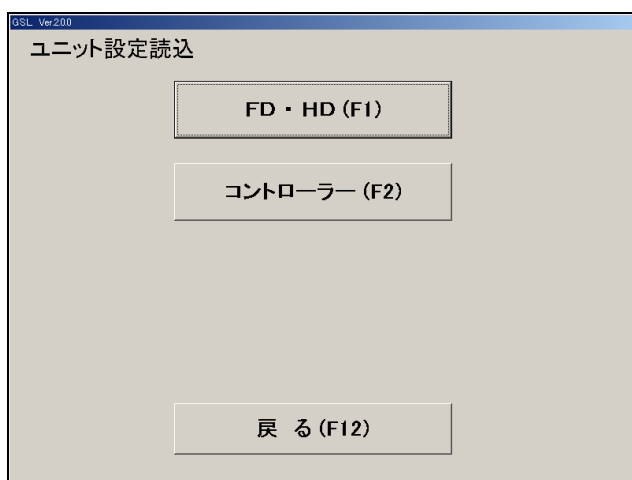 GSL Ver2.00
ユニット設定読込
FD・HD(F1)
コントローラー(F2)
戻 る(F12)